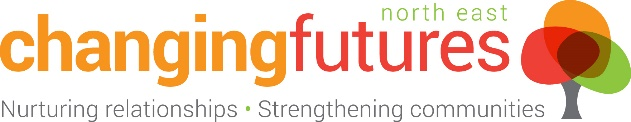 north east
changingfutures
Nurturing relationships • Strengthening communities